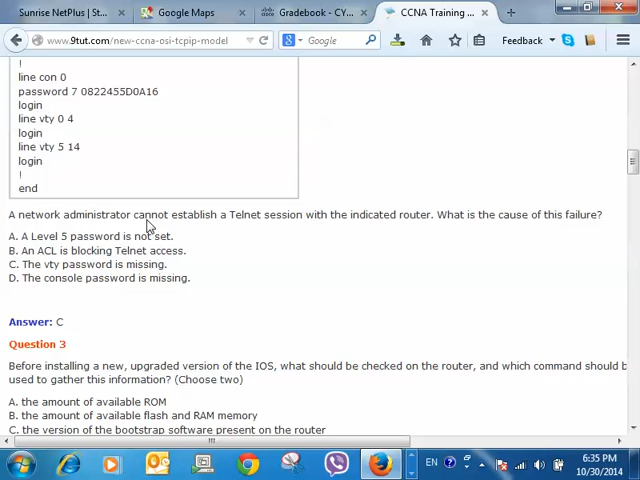 Sunrise NetPlus | St...
Google Maps
Gradebook - CY...
CCNA Training ...
www.9tut.com/new-ccna-osi-tcpip-model
Google
Feedback
!
line con 0
password 7 0822455D0A16
login
line vty 0 4
login
line vty 5 14
login
!
end
A network administrator cannot establish a Telnet session with the indicated router. What is the cause of this failure?
A. A Level 5 password is not set.
B. An ACL is blocking Telnet access.
C. The vty password is missing.
D. The console password is missing.
Answer: C
Question 3
Before installing a new, upgraded version of the IOS, what should be checked on the router, and which command should b
used to gather this information? (Choose two)
A. the amount of available ROM
B. the amount of available flash and RAM memory
C. the version of the bootstrap software present on the router
EN
6:35 PM
10/30/2014